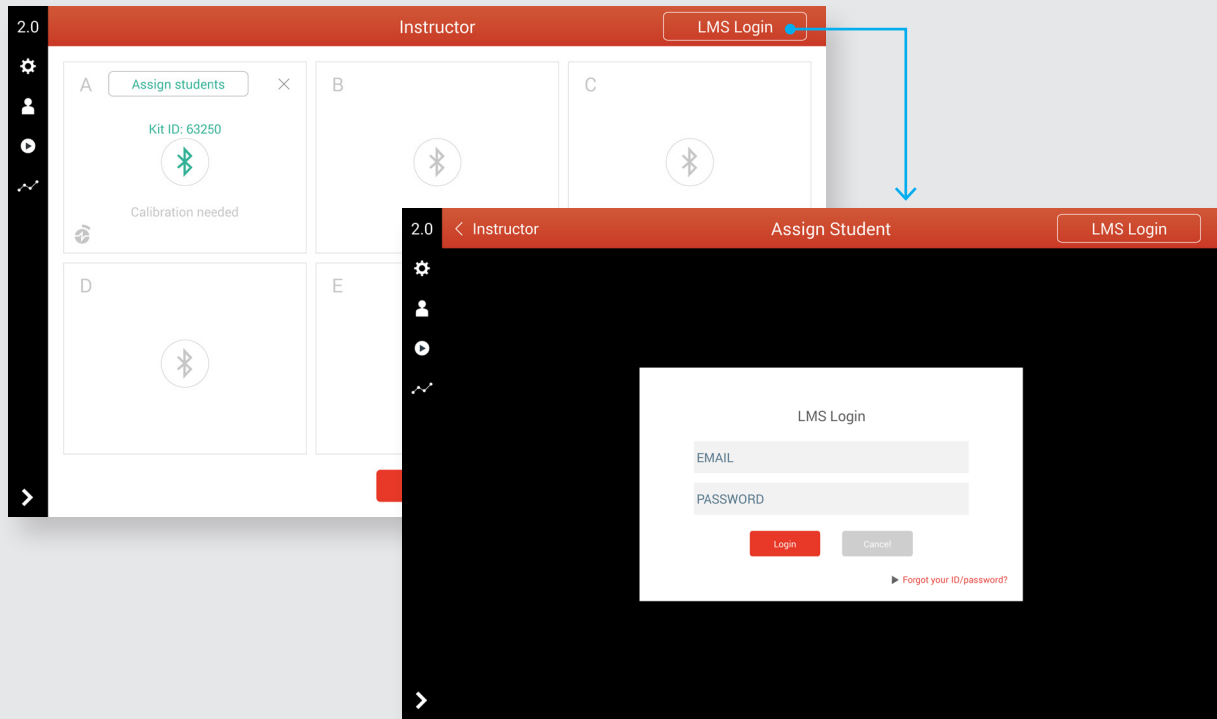 2.0
Instructor
LMS Login
A
Assign students
B
C
Kit ID: 63250
Calibration needed
D
E
2.0
< Instructor
Assign Student
LMS Login
LMS Login
EMAIL
PASSWORD
Login
Cancel
Forgot your ID/password?